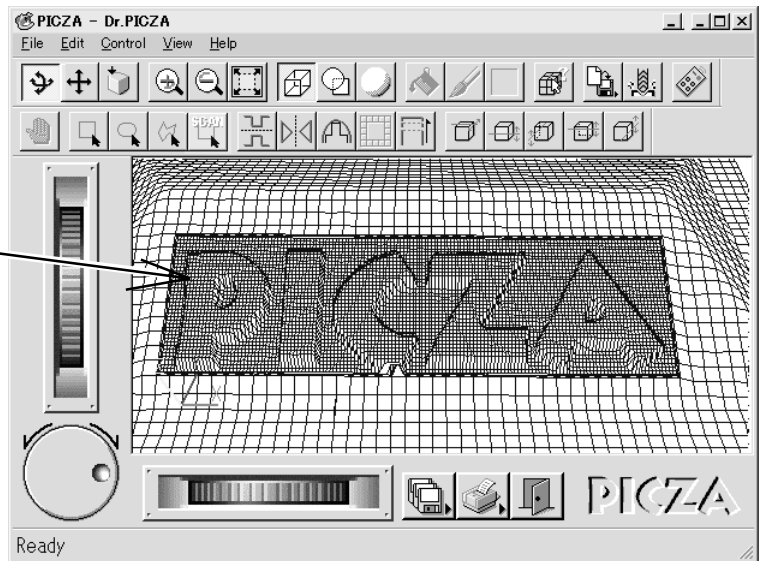 PICZA - Dr.PICZA
File Edit Control View Help
SCAN
PICZA
X
PICZA
Ready